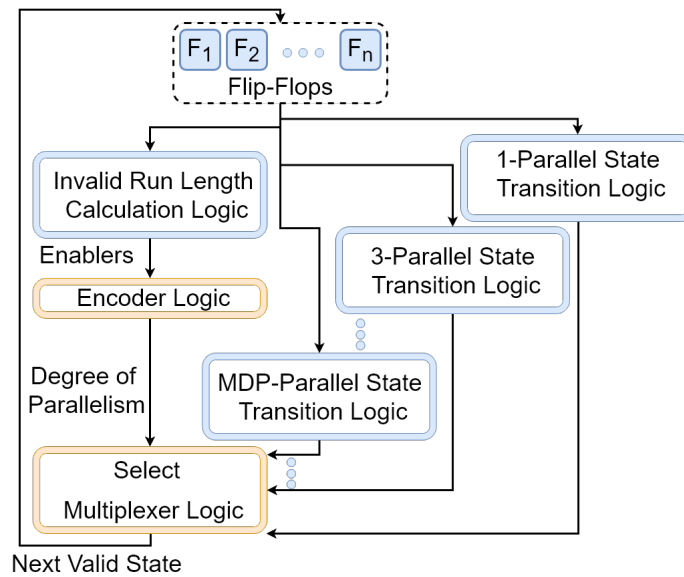 F1 F2 Fn
Flip-Flops
1-Parallel State
Transition Logic
Invalid Run Length
Calculation Logic
Enablers
3-Parallel State
Transition Logic
Encoder Logic
Degree of
Parallelism
MDP-Parallel State
Transition Logic
Select
Multiplexer Logic
Next Valid State